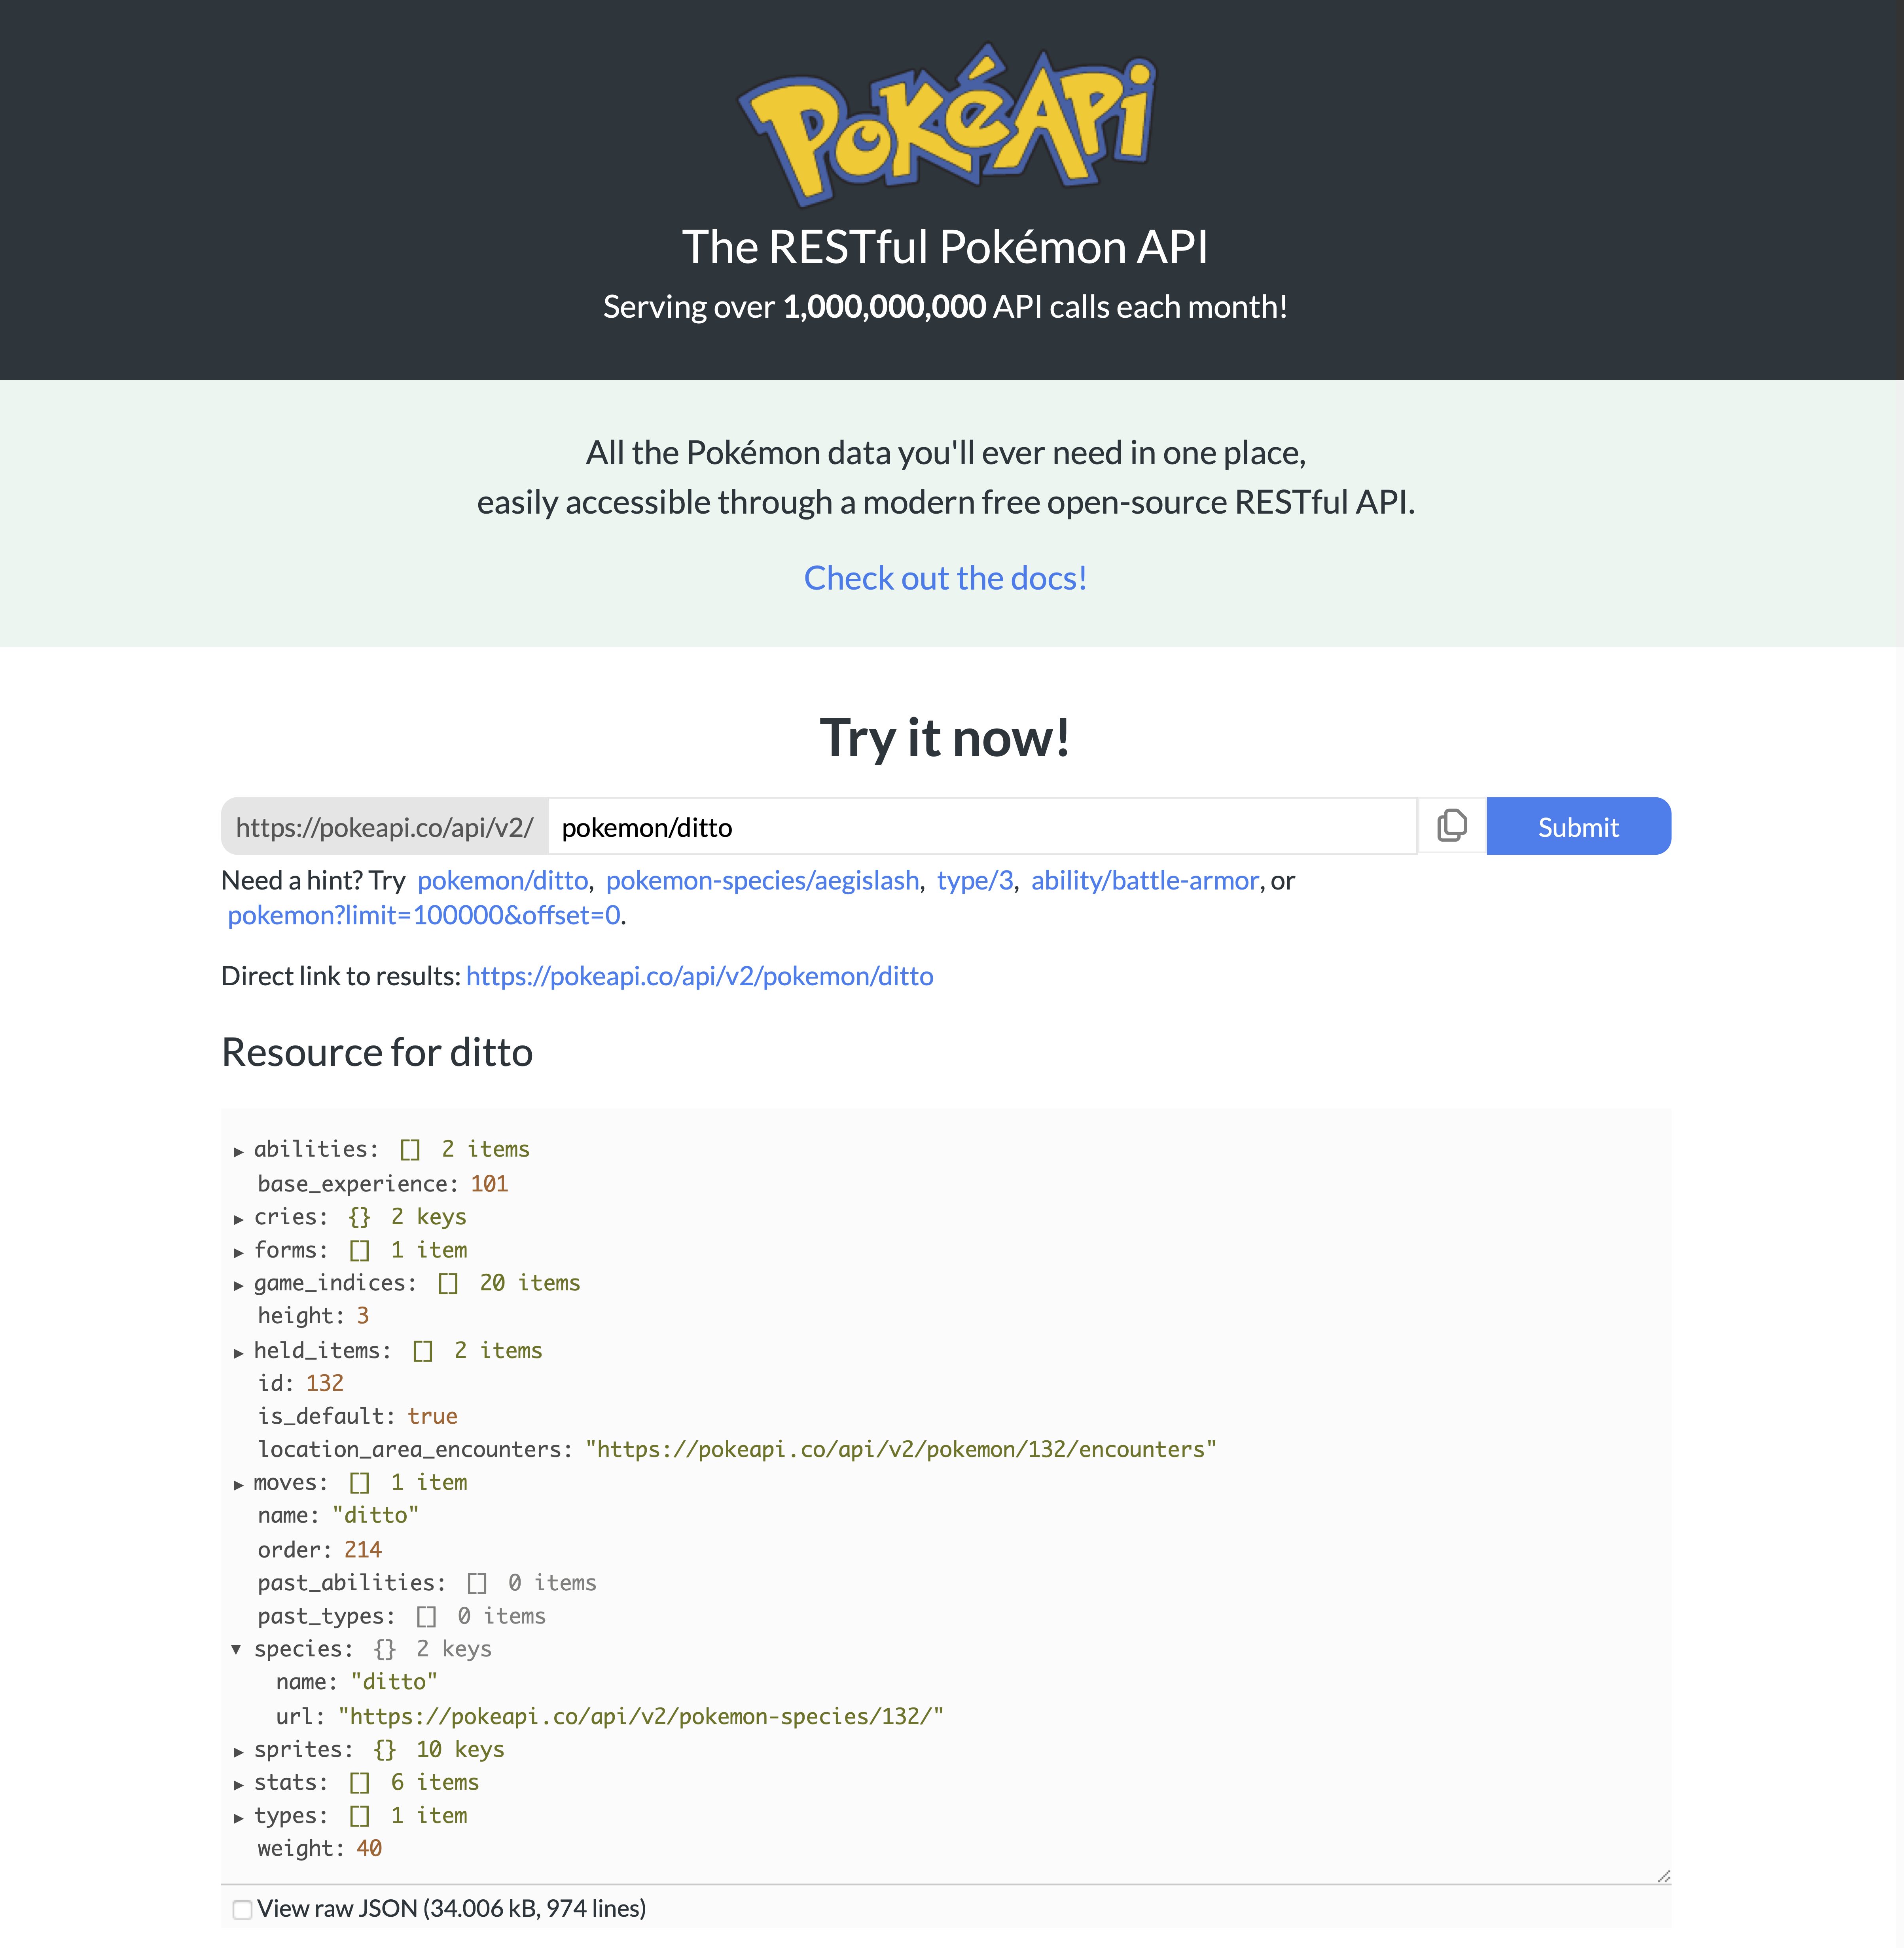 PokéAPi
The RESTful Pokémon API
Serving over 1,000,000,000 API calls each month!
All the Pokémon data you'll ever need in one place,
easily accessible through a modern free open-source RESTful API.
Check out the docs!
Try it now!
https://pokeapi.co/api/v2/ pokemon/ditto Submit
Need a hint? Try pokemon/ditto, pokemon-species/aegislash, type/3, ability/battle-armor, or
pokemon?limit=100000&offset=0.
Direct link to results: https://pokeapi.co/api/v2/pokemon/ditto
Resource for ditto
▶ abilities: [] 2 items
base_experience: 101
▶ cries: {} 2 keys
▶ forms: [] 1 item
▶ game_indices: [] 20 items
height: 3
▶ held_items: [] 2 items
id: 132
is_default: true
location_area_encounters: "https://pokeapi.co/api/v2/pokemon/132/encounters"
▶ moves: [] 1 item
name: "ditto"
order: 214
past_abilities: [] 0 items
past_types: [] 0 items
▼ species: {} 2 keys
name: "ditto"
url: "https://pokeapi.co/api/v2/pokemon-species/132/"
▶ sprites: {} 10 keys
▶ stats: [] 6 items
▶ types: [] 1 item
weight: 40
View raw JSON (34.006 kB, 974 lines)